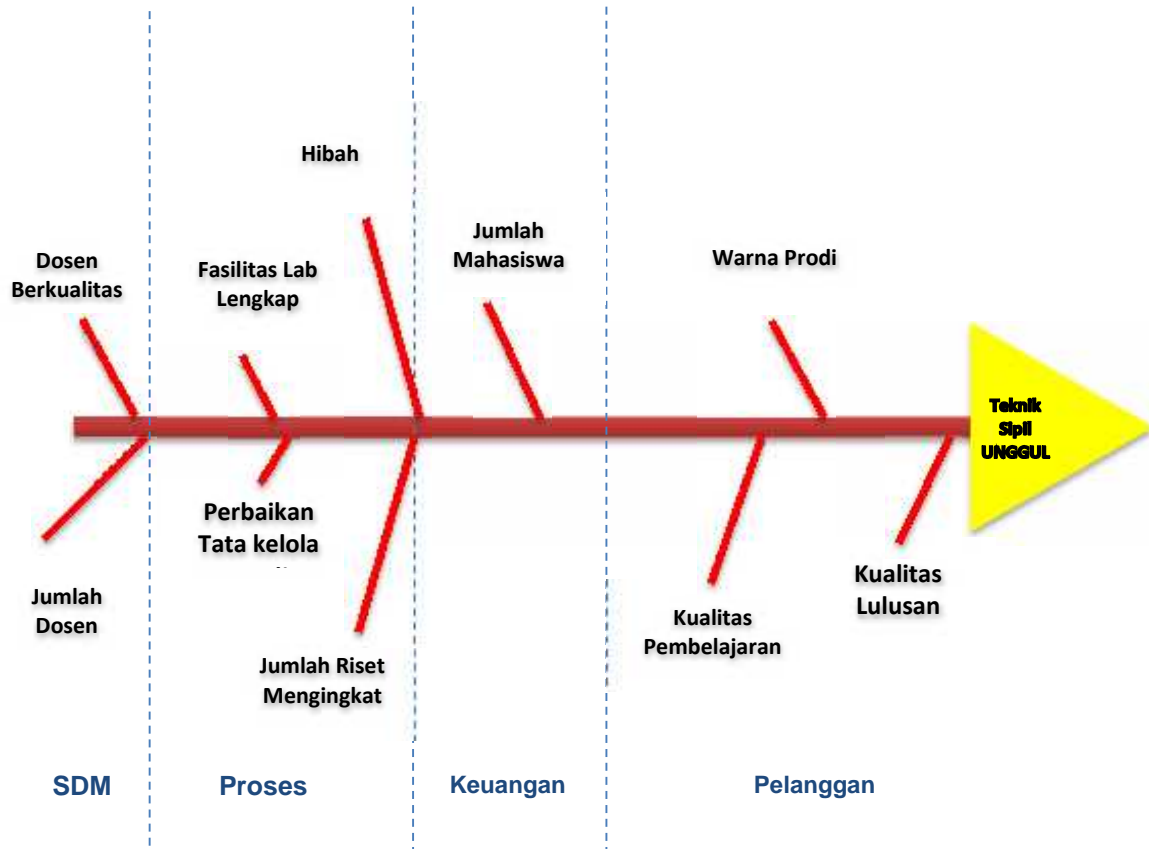 Hibah
Jumlah
Mahasiswa
Dosen
Berkualitas
Fasilitas Lab
Lengkap
Warna Prodi
Teknik
Sipil
UNGGUL
Perbaikan
Tata kelola
Jumlah
Dosen
Kualitas
Lulusan
Kualitas
Pembelajaran
Jumlah Riset
Mengingkat
SDM
Proses
Keuangan
Pelanggan